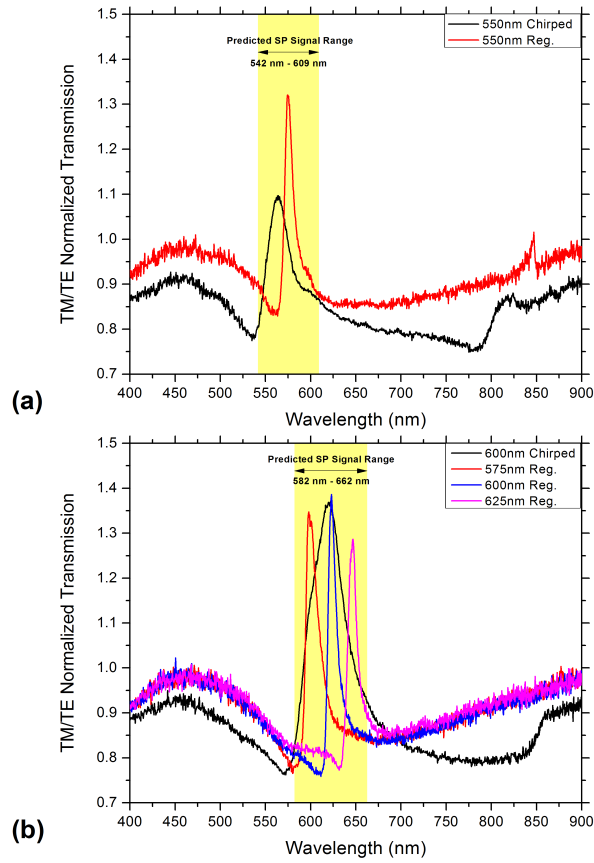 1.5
1.4
1.3
1.2
1.1
1.0
0.9
0.8
0.7
TM/TE Normalized Transmission
Predicted SP Signal Range
542 nm - 609 nm
550nm Chirped
550nm Reg.
400 450 500 550 600 650 700 750 800 850 900
Wavelength (nm)
(a)
1.5
1.4
1.3
1.2
1.1
1.0
0.9
0.8
0.7
TM/TE Normalized Transmission
Predicted SP Signal Range
582 nm - 662 nm
600nm Chirped
575nm Reg.
600nm Reg.
625nm Reg.
400 450 500 550 600 650 700 750 800 850 900
Wavelength (nm)
(b)